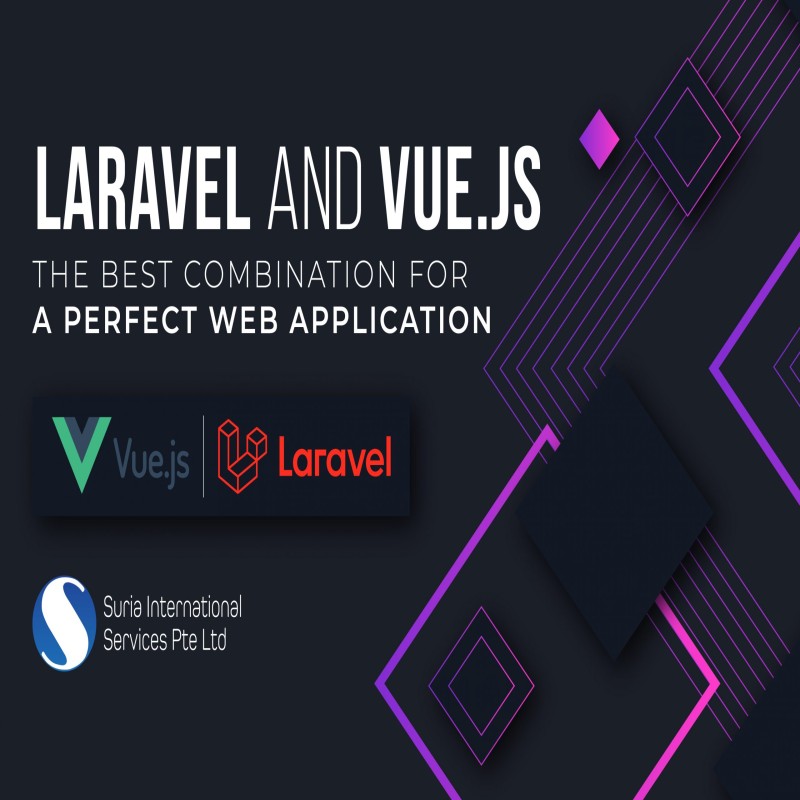 LARAVEL AND VUE.JS
THE BEST COMBINATION FOR
A PERFECT WEB APPLICATION
Vue.js
Laravel
Suria International
Services Pte Ltd